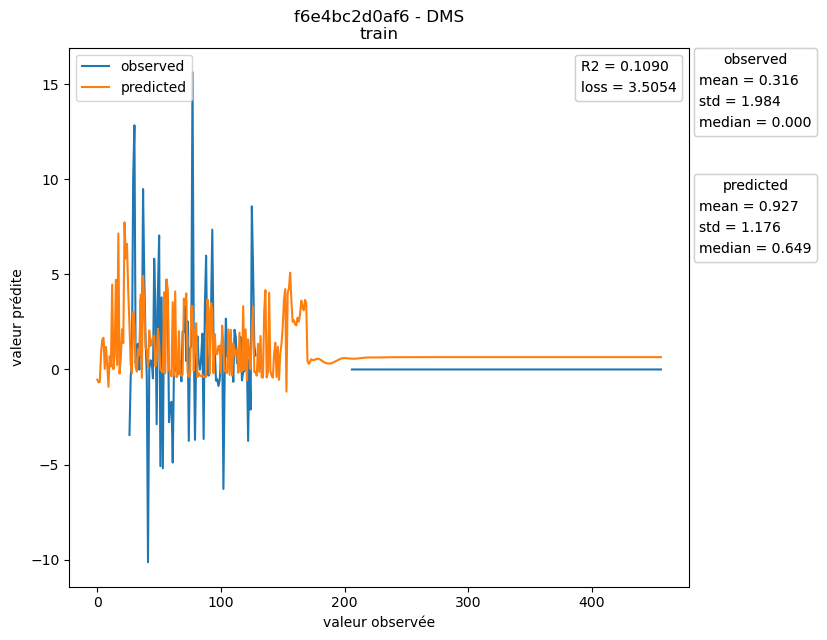 f6e4bc2d0af6 - DMS
train
observed
predicted
R2 = 0.1090
loss = 3.5054
observed
mean = 0.316
std = 1.984
median = 0.000
predicted
mean = 0.927
std = 1.176
median = 0.649
valeur prédite
15
10
5
0
−5
−10
0
100
200
300
400
valeur observée